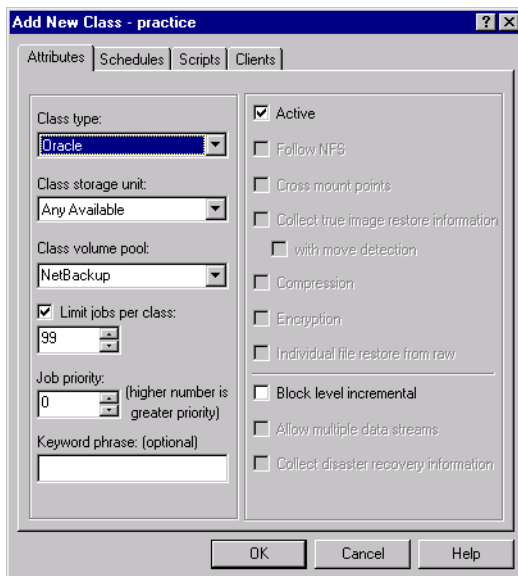 Add New Class - practice
Attributes
Schedules
Scripts
Clients
Class type:
Oracle
Class storage unit:
Any Available
Class volume pool:
NetBackup
Limit jobs per class:
99
Job priority:
0
(higher number is
greater priority)
Keyword phrase: (optional)
Active
Follow NFS
Cross mount points
Collect true image restore information
with move detection
Compression
Encryption
Individual file restore from raw
Block level incremental
Allow multiple data streams
Collect disaster recovery information
OK
Cancel
Help